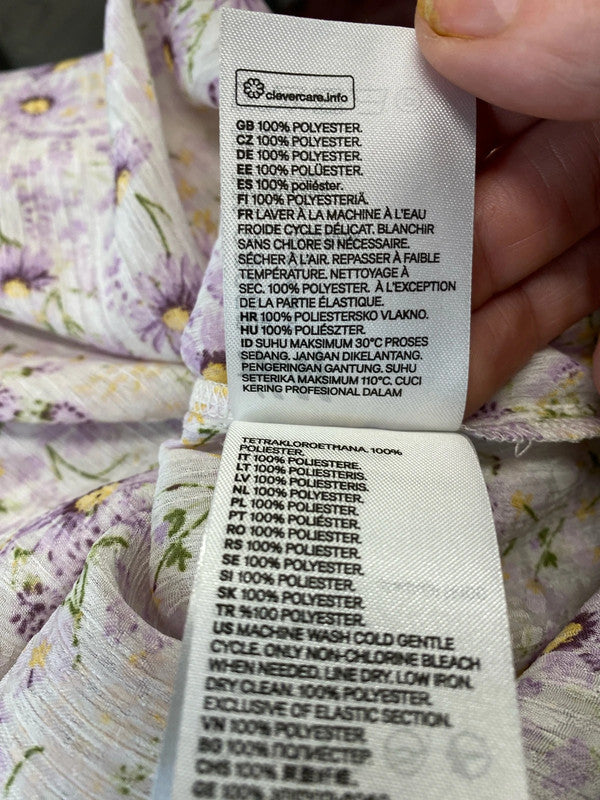 clevercare.info
GB 100% POLYESTER.
CZ 100% POLYESTER.
DE 100% POLYESTER.
EE 100% POLÜESTER.
ES 100% poliéster.
FI 100% POLYESTERIÄ.
FR LAVER À LA MACHINE À L'EAU
FROIDE CYCLE DÉLICAT. BLANCHIR
SANS CHLORE SI NÉCESSAIRE.
SÉCHER À L'AIR. REPASSER À FAIBLE
TEMPÉRATURE. NETTOYAGE À
SEC. 100% POLYESTER. À L'EXCEPTION
DE LA PARTIE ÉLASTIQUE.
HR 100% POLIESTERSKO VLAKNO.
HU 100% POLIÉSZTER.
ID SUHU MAKSIMUM 30°C PROSES
SEDANG. JANGAN DIKELANTANG.
PENGERINGAN GANTUNG. SUHU
SETERIKA MAKSIMUM 110°C. CUCI
KERING PROFESIONAL DALAM
TETRAKLOROETHANA. 100%
POLIESTER.
IT 100% POLIESTERE.
LT 100% POLIESTERIS.
LV 100% POLIESTERIS.
NL 100% POLYESTER.
PL 100% POLIESTER.
PT 100% POLIÉSTER.
RO 100% POLIESTER.
RS 100% POLIESTER.
SE 100% POLYESTER.
SI 100% POLIESTER.
SK 100% POLYESTER.
TR %100 POLYESTER.
US MACHINE WASH COLD GENTLE
CYCLE. ONLY NON-CHLORINE BLEACH
WHEN NEEDED. LINE DRY. LOW IRON.
DRY CLEAN. 100% POLYESTER.
EXCLUSIVE OF ELASTIC SECTION.
VN 100% POLYESTER.
BG 100% ПОЛИЕСТЕР.
CHS 100%
GE 100%